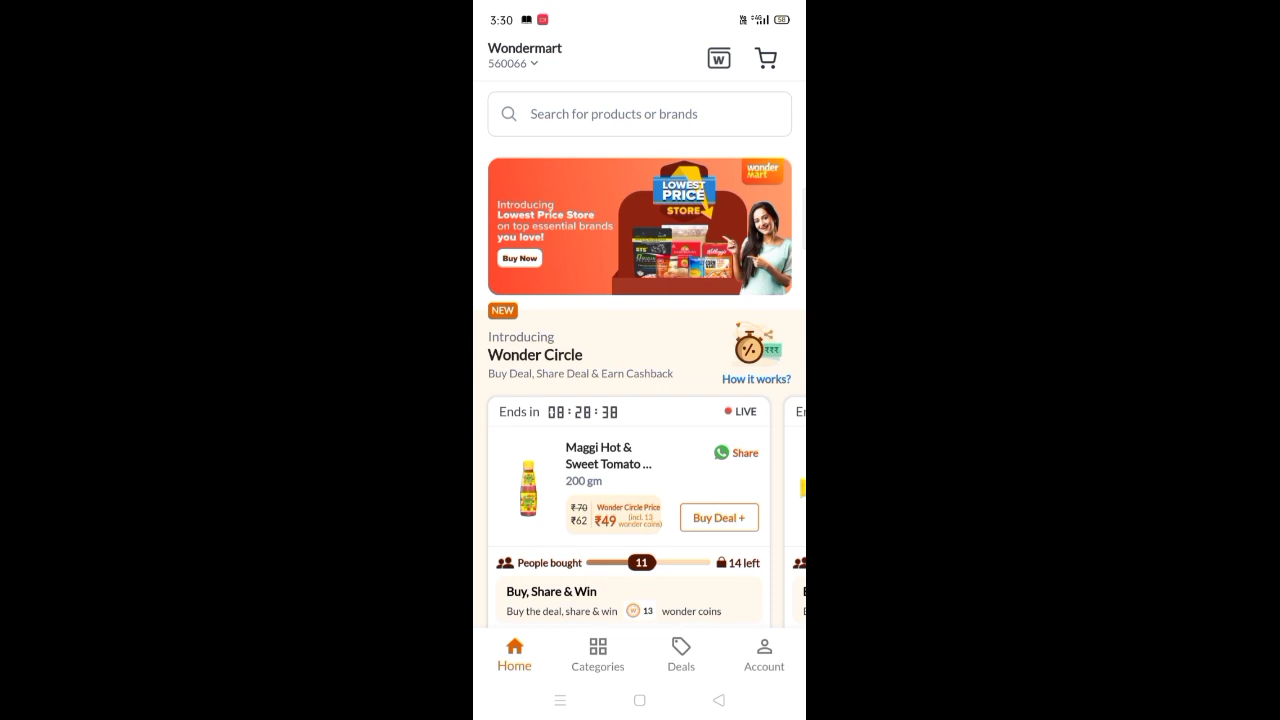 3:30
58
Wondermart
560066
W
Search for products or brands
wonder
mart
LOWEST
PRICE
STORE
Introducing
Lowest Price Store
on top essential brands
you love!
Buy Now
NEW
Introducing
Wonder Circle
Buy Deal, Share Deal & Earn Cashback
How it works?
Ends in 08:28:38
LIVE
Maggi Hot &
Sweet Tomato ...
200 gm
Share
₹ 70
₹62
Wonder Circle Price
₹49 (incl. 13
wonder coins)
Buy Deal +
People bought 11 14 left
Buy, Share & Win
Buy the deal, share & win 13 wonder coins
Home
Categories
Deals
Account